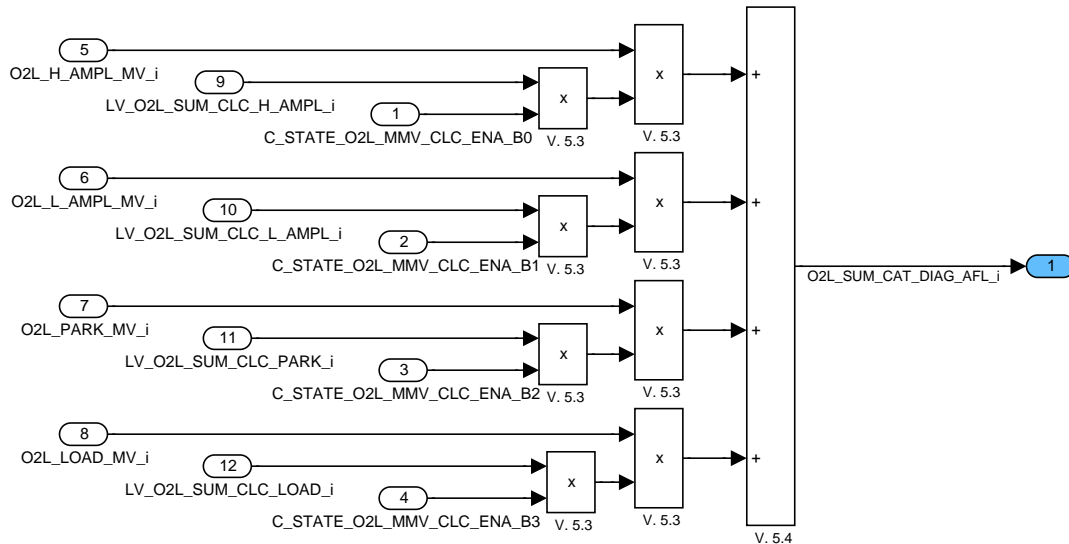 5
O2L_H_AMPL_MV_i
9
LV_O2L_SUM_CLC_H_AMPL_i
1
C_STATE_O2L_MMV_CLC_ENA_B0
x
V. 5.3
x
V. 5.3
+
6
O2L_L_AMPL_MV_i
10
LV_O2L_SUM_CLC_L_AMPL_i
2
C_STATE_O2L_MMV_CLC_ENA_B1
x
V. 5.3
x
V. 5.3
+
7
O2L_PARK_MV_i
11
LV_O2L_SUM_CLC_PARK_i
3
C_STATE_O2L_MMV_CLC_ENA_B2
x
V. 5.3
x
V. 5.3
+
8
O2L_LOAD_MV_i
12
LV_O2L_SUM_CLC_LOAD_i
4
C_STATE_O2L_MMV_CLC_ENA_B3
x
V. 5.3
x
V. 5.3
+
V. 5.4
O2L_SUM_CAT_DIAG_AFL_i
1